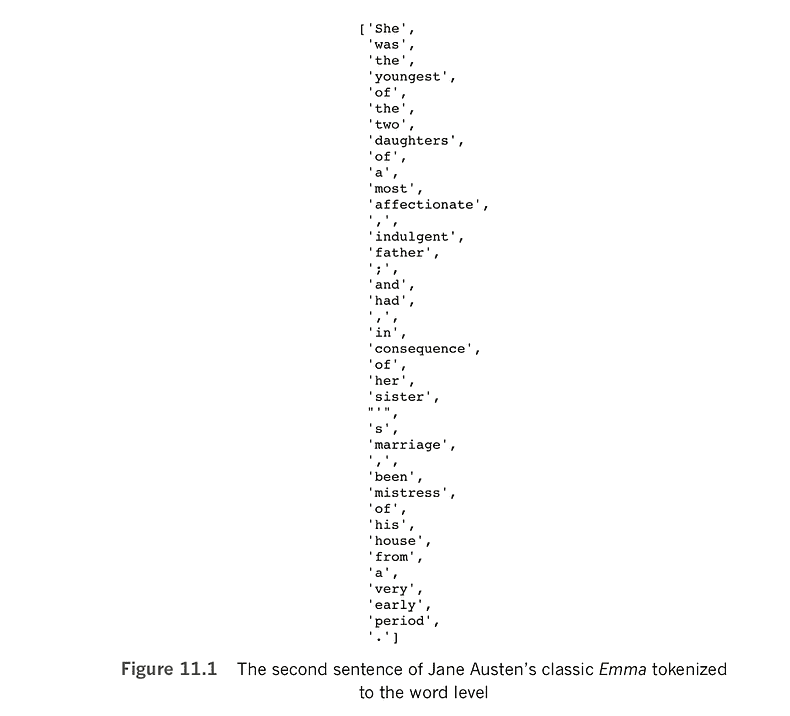 ['She',
'was',
'the',
'youngest',
'of',
'the',
'two',
'daughters',
'of',
'a',
'most',
'affectionate',
',',
'indulgent',
'father',
';',
'and',
'had',
',',
'in',
'consequence',
'of',
'her',
'sister',
"'",
's',
'marriage',
',',
'been',
'mistress',
'of',
'his',
'house',
'from',
'a',
'very',
'early',
'period',
'.']
Figure 11.1 The second sentence of Jane Austen’s classic Emma tokenized
to the word level